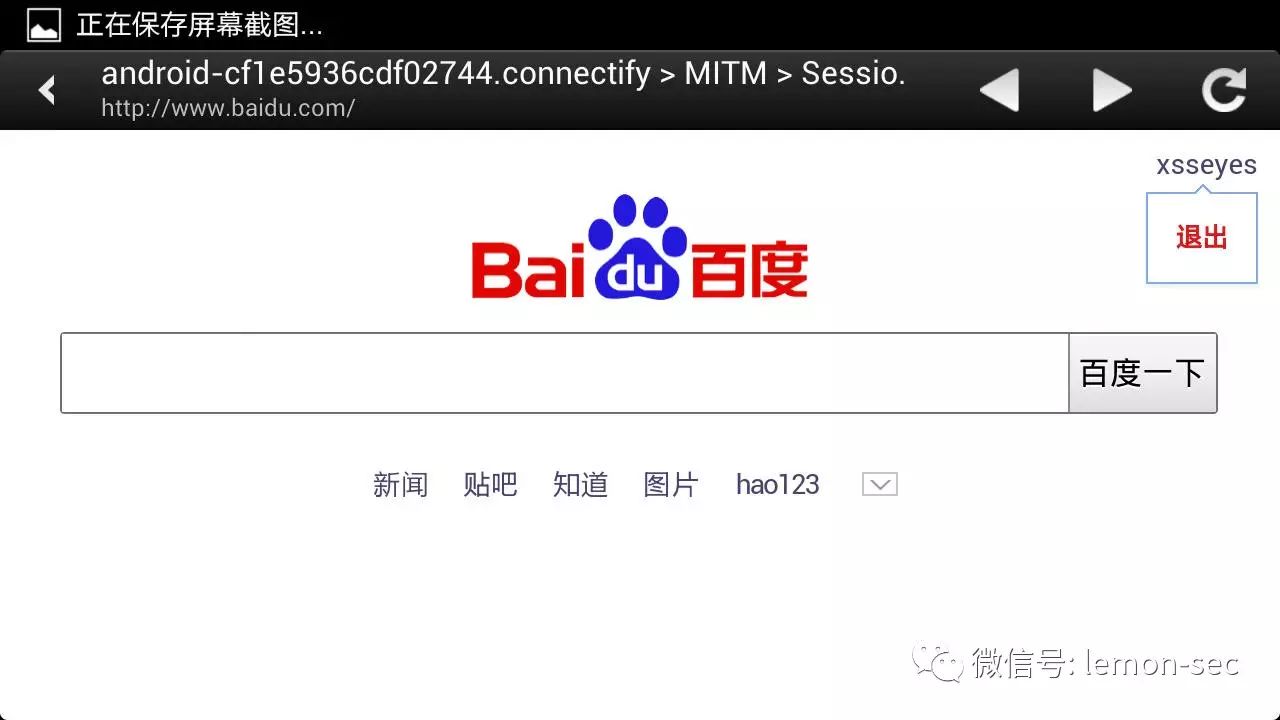 正在保存屏幕截图...
android-cf1e5936cdf02744.connectify > MITM > Sessio.
http://www.baidu.com/
xsseyes
退出
Bai du 百度
百度一下
新闻 贴吧 知道 图片 hao123
微信号: lemon-sec